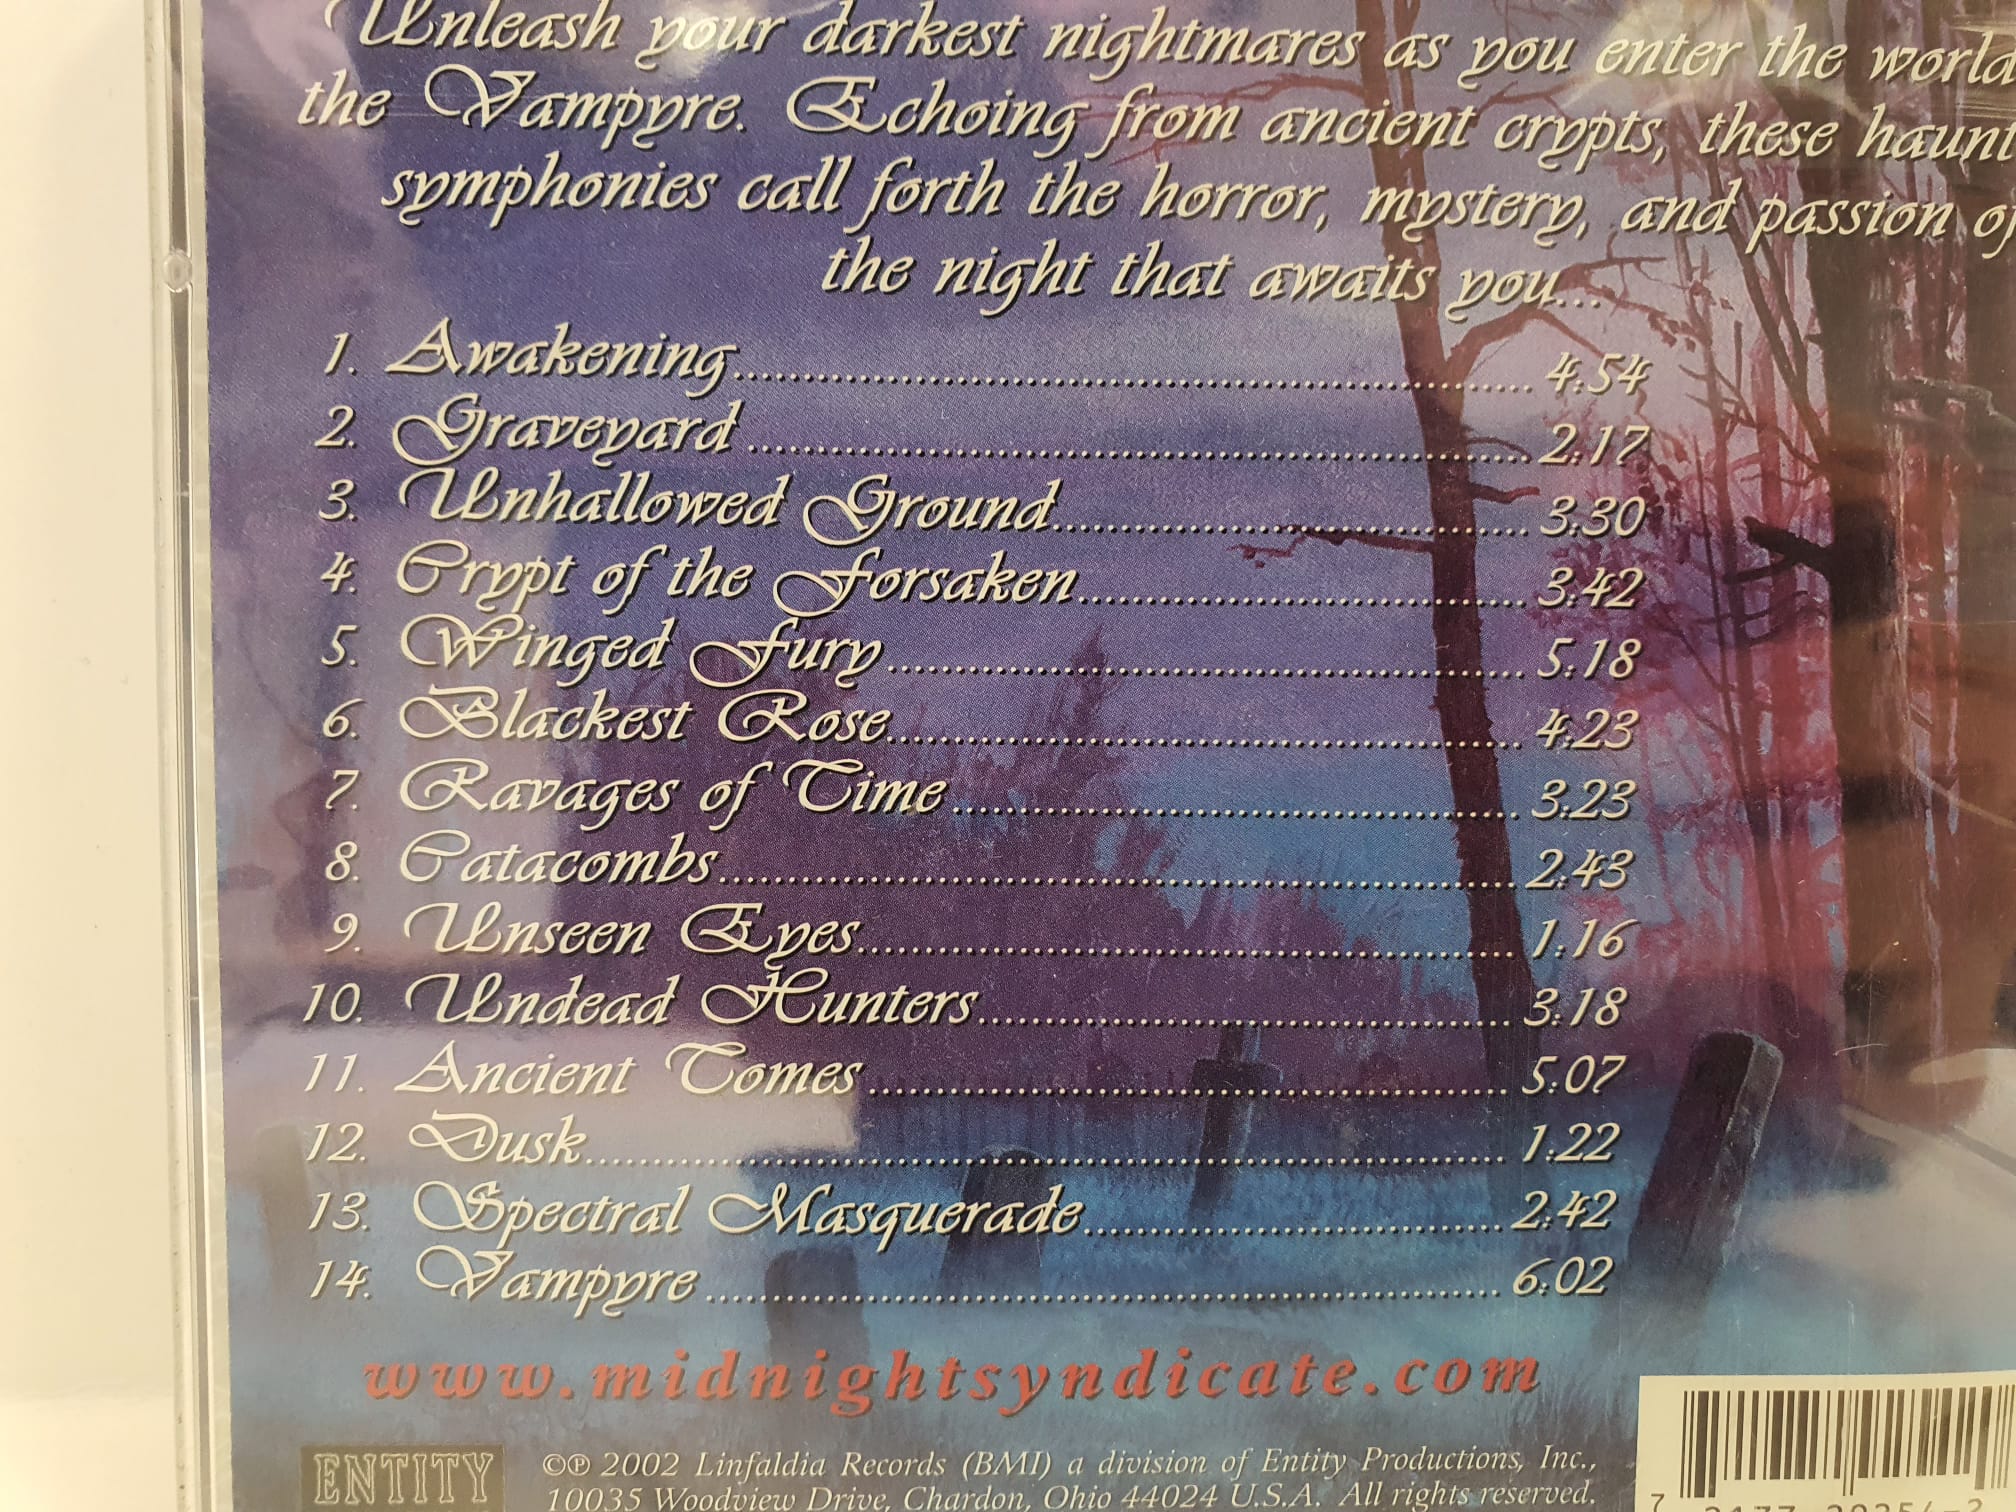 Unleash your darkest nightmares as you enter the world
the Vampyre. Echoing from ancient crypts, these haunt
symphonies call forth the horror, mystery, and passion of
the night that awaits you...
1. Awakening 4:54
2. Graveyard 2:17
3. Unhallowed Ground 3:30
4. Crypt of the Forsaken 3:42
5. Winged Fury 5:18
6. Blackest Rose 4:23
7. Ravages of Time 3:23
8. Catacombs 2:43
9. Unseen Eyes 1:16
10. Undead Hunters 3:18
11. Ancient Tomes 5:07
12. Dusk 1:22
13. Spectral Masquerade 2:42
14. Vampyre 6:02
www.midnightsyndicate.com
ENTITY
©℗ 2002 Linfaldia Records (BMI) a division of Entity Productions, Inc.,
10035 Woodview Drive, Chardon, Ohio 44024 U.S.A. All rights reserved.